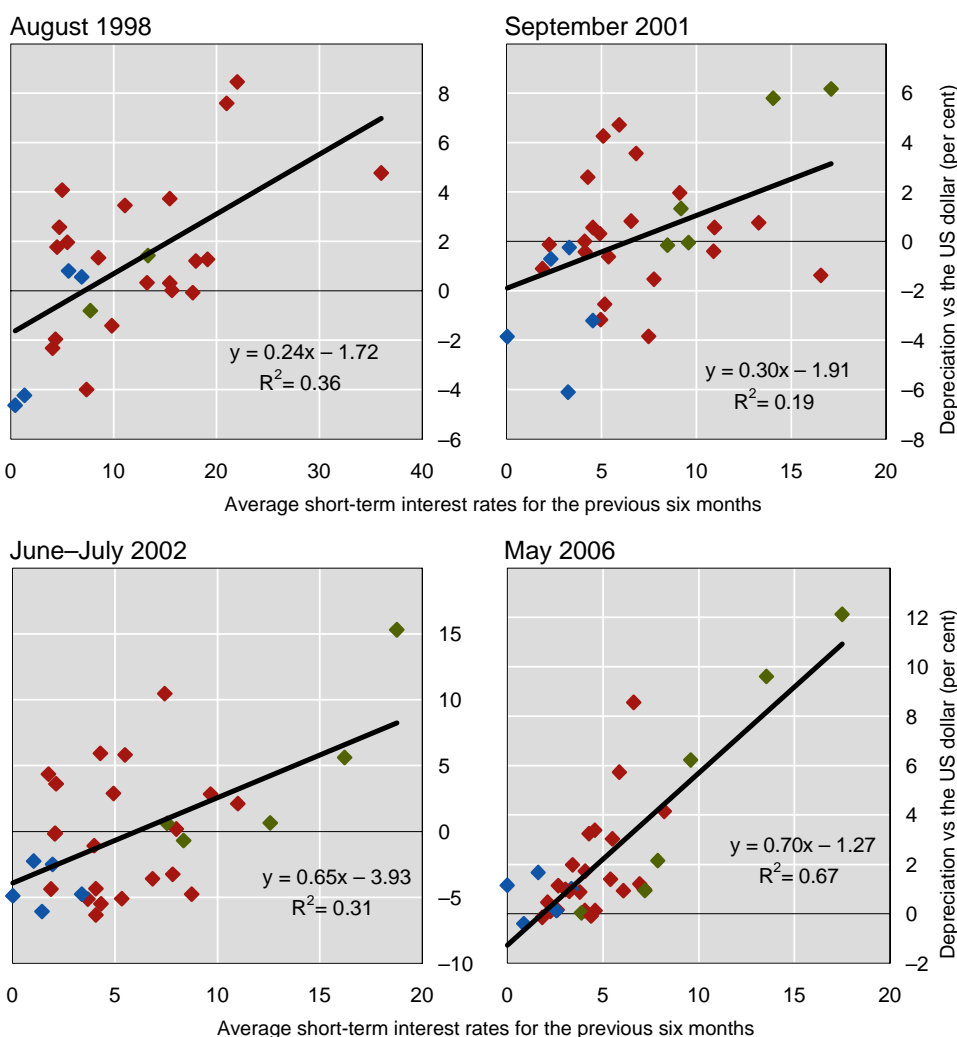 August 1998
8
6
4
2
0
–2
–4
–6
0 10 20 30 40
y = 0.24x – 1.72
R2= 0.36
September 2001
6
4
2
0
–2
–4
–6
–8
0 5 10 15 20
y = 0.30x – 1.91
R2= 0.19
Depreciation vs the US dollar (per cent)
Average short-term interest rates for the previous six months
June–July 2002
15
10
5
0
–5
–10
0 5 10 15 20
y = 0.65x – 3.93
R2= 0.31
May 2006
12
10
8
6
4
2
0
–2
0 5 10 15 20
y = 0.70x – 1.27
R2= 0.67
Depreciation vs the US dollar (per cent)
Average short-term interest rates for the previous six months